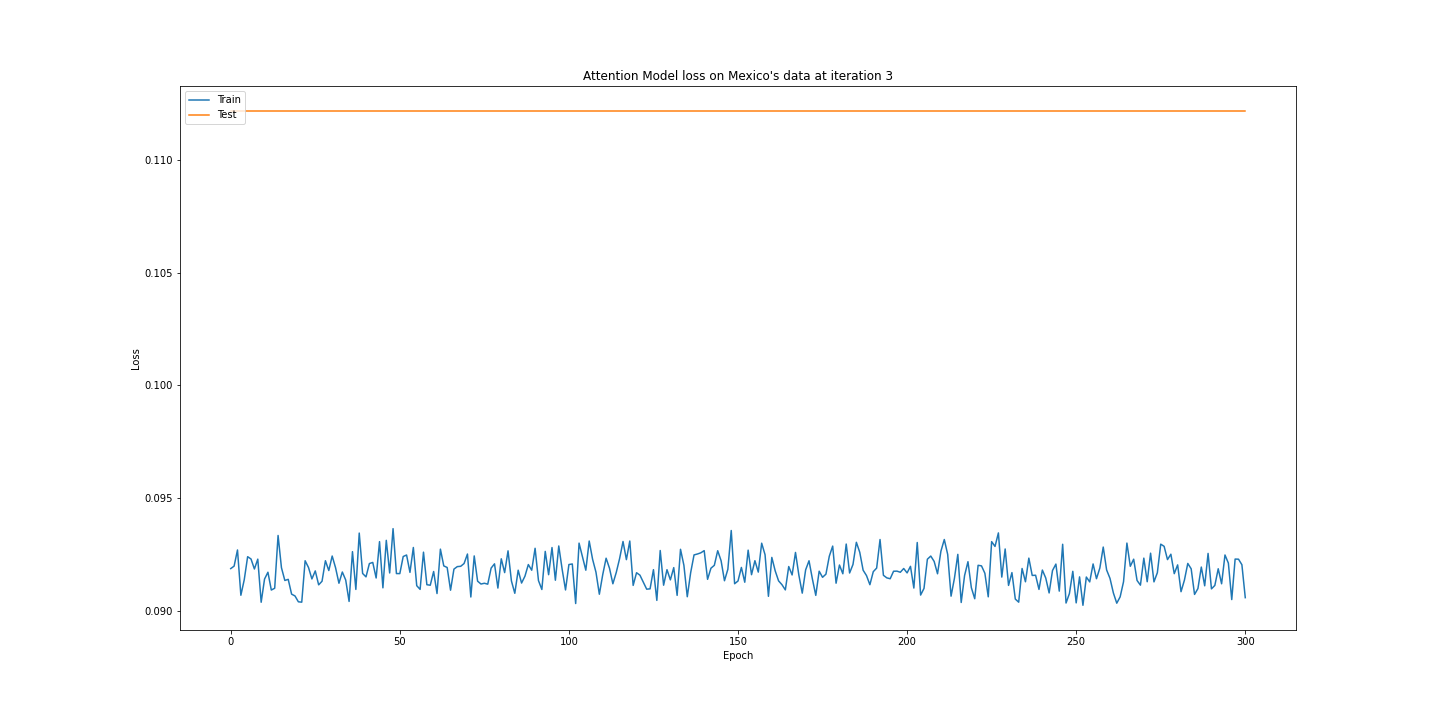 Attention Model loss on Mexico's data at iteration 3
Train
Test
0.110
0.105
0.100
0.095
0.090
Loss
0 50 100 150 200 250 300
Epoch